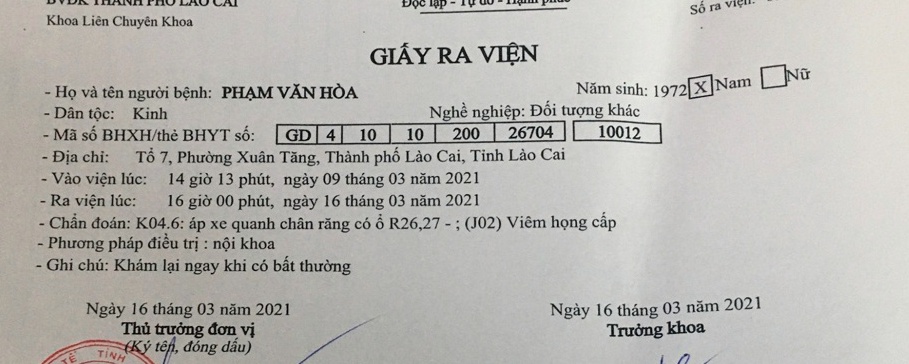 BVĐK THÀNH PHỐ LÀO CAI
Độc lập - Tự do - Hạnh phúc
Số ra viện:
Khoa Liên Chuyên Khoa
GIẤY RA VIỆN
- Họ và tên người bệnh: PHẠM VĂN HÒA Năm sinh: 1972 X Nam Nữ
- Dân tộc: Kinh Nghề nghiệp: Đối tượng khác
- Mã số BHXH/thẻ BHYT số: GD 4 10 10 200 26704 10012
- Địa chỉ: Tổ 7, Phường Xuân Tăng, Thành phố Lào Cai, Tỉnh Lào Cai
- Vào viện lúc: 14 giờ 13 phút, ngày 09 tháng 03 năm 2021
- Ra viện lúc: 16 giờ 00 phút, ngày 16 tháng 03 năm 2021
- Chẩn đoán: K04.6: áp xe quanh chân răng có ổ R26,27 - ; (J02) Viêm họng cấp
- Phương pháp điều trị : nội khoa
- Ghi chú: Khám lại ngay khi có bất thường
Ngày 16 tháng 03 năm 2021 Ngày 16 tháng 03 năm 2021
Thủ trưởng đơn vị Trưởng khoa
(Ký tên, đóng dấu)
TẾ TỈNH